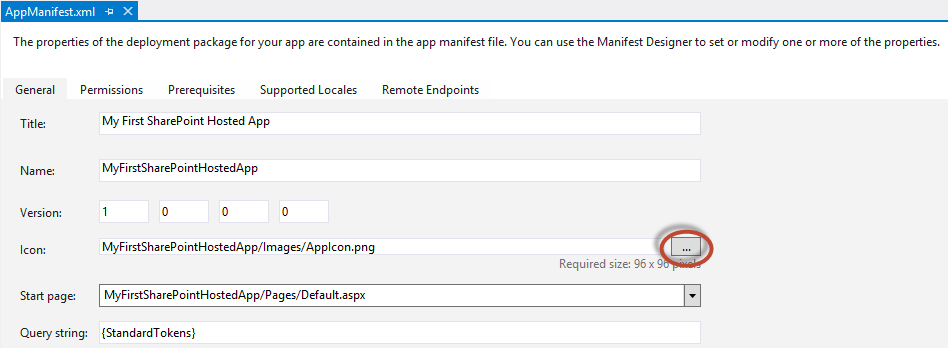 AppManifest.xml
The properties of the deployment package for your app are contained in the app manifest file. You can use the Manifest Designer to set or modify one or more of the properties.
General Permissions Prerequisites Supported Locales Remote Endpoints
Title: My First SharePoint Hosted App
Name: MyFirstSharePointHostedApp
Version: 1 0 0 0
Icon: MyFirstSharePointHostedApp/Images/AppIcon.png ...
Required size: 96 x 96 pixels
Start page: MyFirstSharePointHostedApp/Pages/Default.aspx
Query string: {StandardTokens}